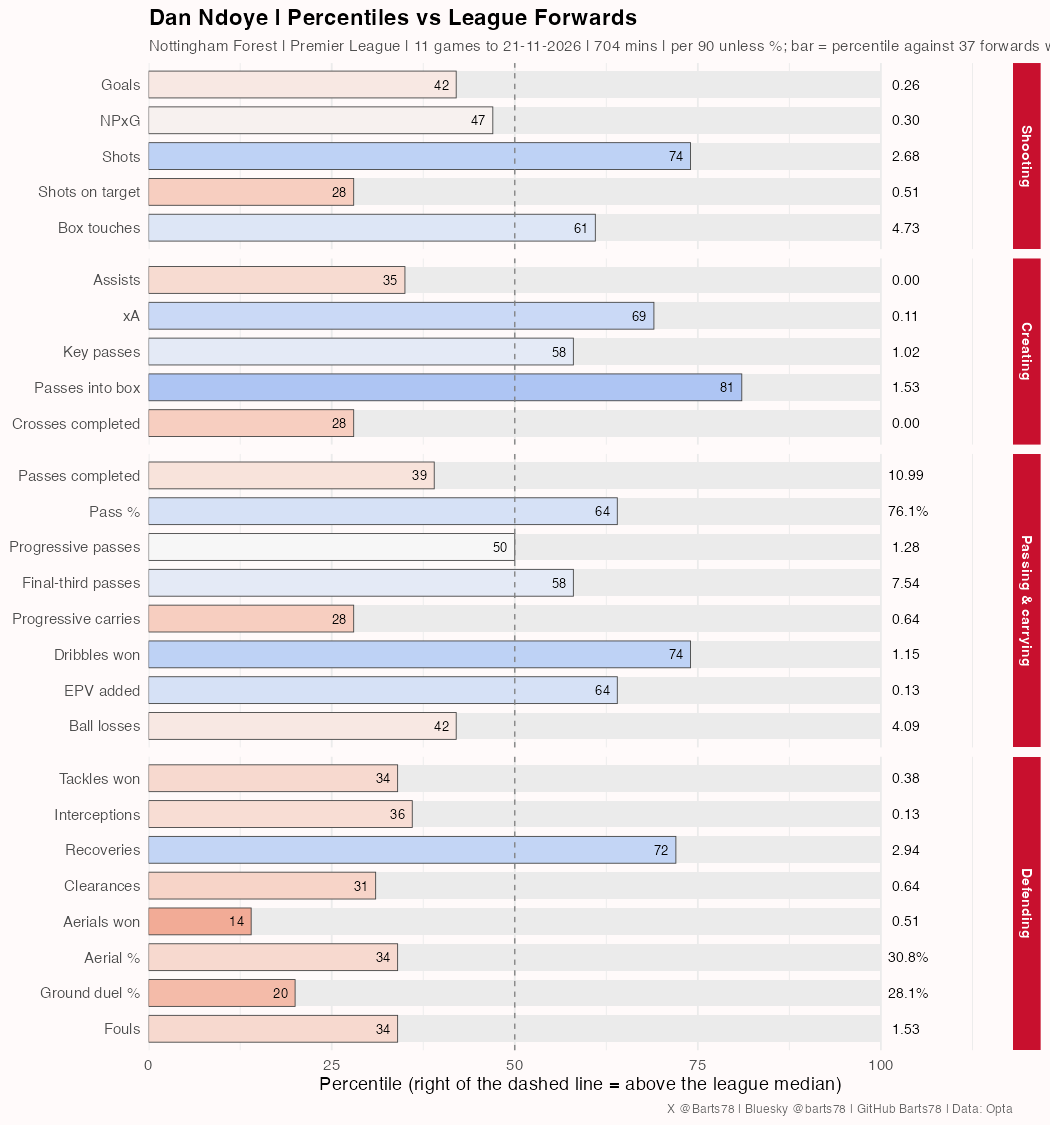 Dan Ndoye | Percentiles vs League Forwards
Nottingham Forest | Premier League | 11 games to 21-11-2026 | 704 mins | per 90 unless %; bar = percentile against 37 forwards w
Goals 42 0.26
NPxG 47 0.30
Shots 74 2.68
Shots on target 28 0.51
Box touches 61 4.73
Shooting
Assists 35 0.00
xA 69 0.11
Key passes 58 1.02
Passes into box 81 1.53
Crosses completed 28 0.00
Creating
Passes completed 39 10.99
Pass % 64 76.1%
Progressive passes 50 1.28
Final-third passes 58 7.54
Progressive carries 28 0.64
Dribbles won 74 1.15
EPV added 64 0.13
Ball losses 42 4.09
Passing & carrying
Tackles won 34 0.38
Interceptions 36 0.13
Recoveries 72 2.94
Clearances 31 0.64
Aerials won 14 0.51
Aerial % 34 30.8%
Ground duel % 20 28.1%
Fouls 34 1.53
Defending
0 25 50 75 100
Percentile (right of the dashed line = above the league median)
X @Barts78 | Bluesky @barts78 | GitHub Barts78 | Data: Opta